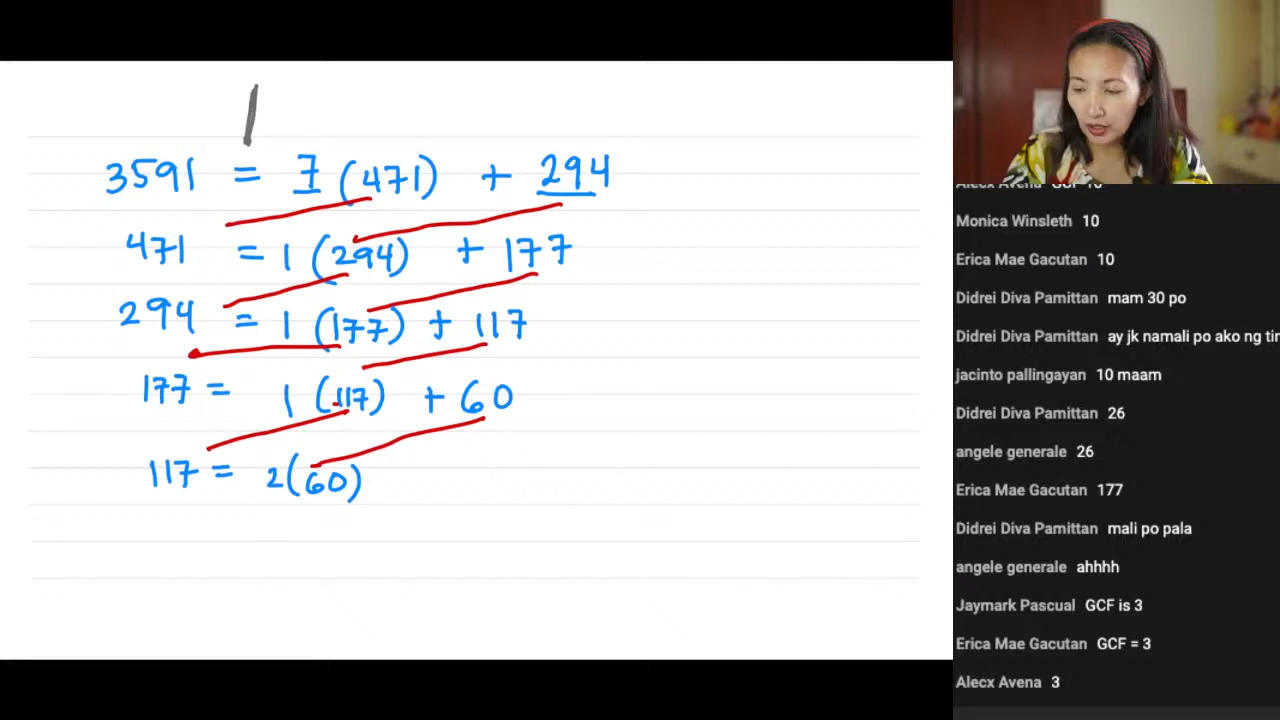 3591 = 7 (471) + 294
471 = 1 (294) + 177
294 = 1 (177) + 117
177 = 1 (117) + 60
117 = 2(60)
Monica Winsleth 10
Erica Mae Gacutan 10
Didrei Diva Pamittan mam 30 po
Didrei Diva Pamittan ay jk namali po ako ng
jacinto pallingayan 10 maam
Didrei Diva Pamittan 26
angele generale 26
Erica Mae Gacutan 177
Didrei Diva Pamittan mali po pala
angele generale ahhhh
Jaymark Pascual GCF is 3
Erica Mae Gacutan GCF = 3
Alecx Avena 3